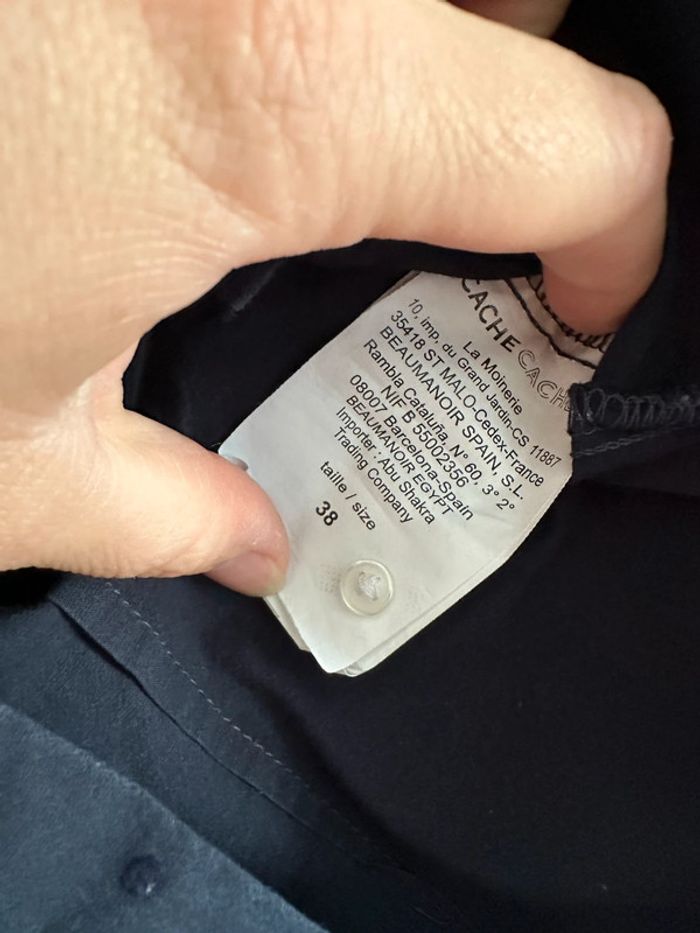 CACHE CACHE
La Moinerie
10, imp. du Grand Jardin-CS 11887
35418 ST MALO-Cedex-France
BEAUMANOIR SPAIN, S.L.
Rambla Cataluña, N° 60, 3° 2°
NIF B 55002356
08007 Barcelona-Spain
BEAUMANOIR EGYPT
Importer : Abu Shakra
Trading Company
taille / size
38